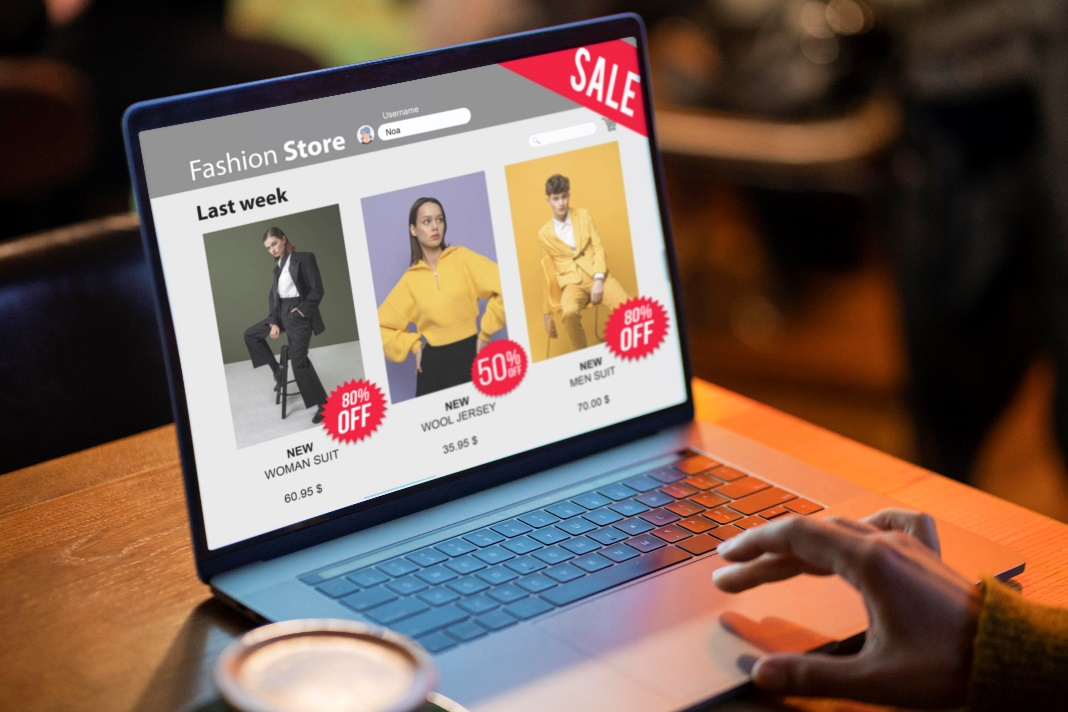 SALE
Username
Noa
Fashion Store
Last week
80%
OFF
NEW
WOMAN SUIT
60.95 $
50%
OFF
NEW
WOOL JERSEY
35.95 $
80%
OFF
NEW
MEN SUIT
70.00 $